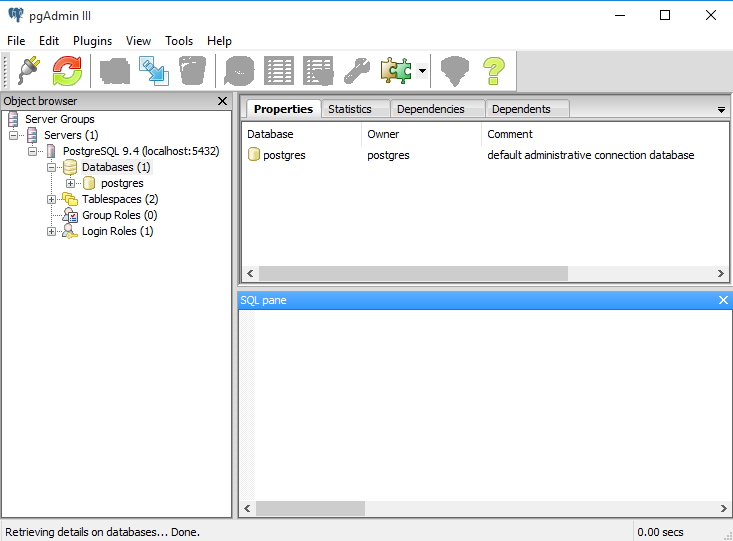 pgAdmin III
File Edit Plugins View Tools Help
Object browser
Server Groups
Servers (1)
PostgreSQL 9.4 (localhost:5432)
Databases (1)
postgres
Tablespaces (2)
Group Roles (0)
Login Roles (1)
Properties Statistics Dependencies Dependents
Database Owner Comment
postgres postgres default administrative connection database
SQL pane
Retrieving details on databases... Done. 0.00 secs